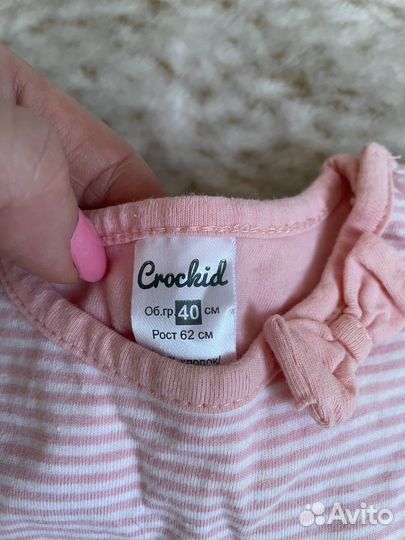 Crockid
Об.гр. 40 см
Рост 62 см
Avito